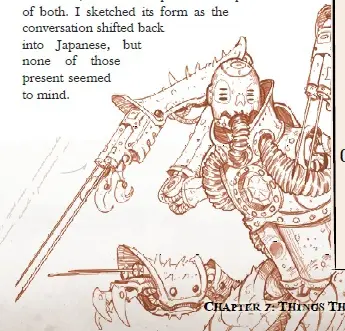 of both. I sketched its form as the
conversation shifted back
into Japanese, but
none of those
present seemed
to mind.
Chapter 7: Things Th